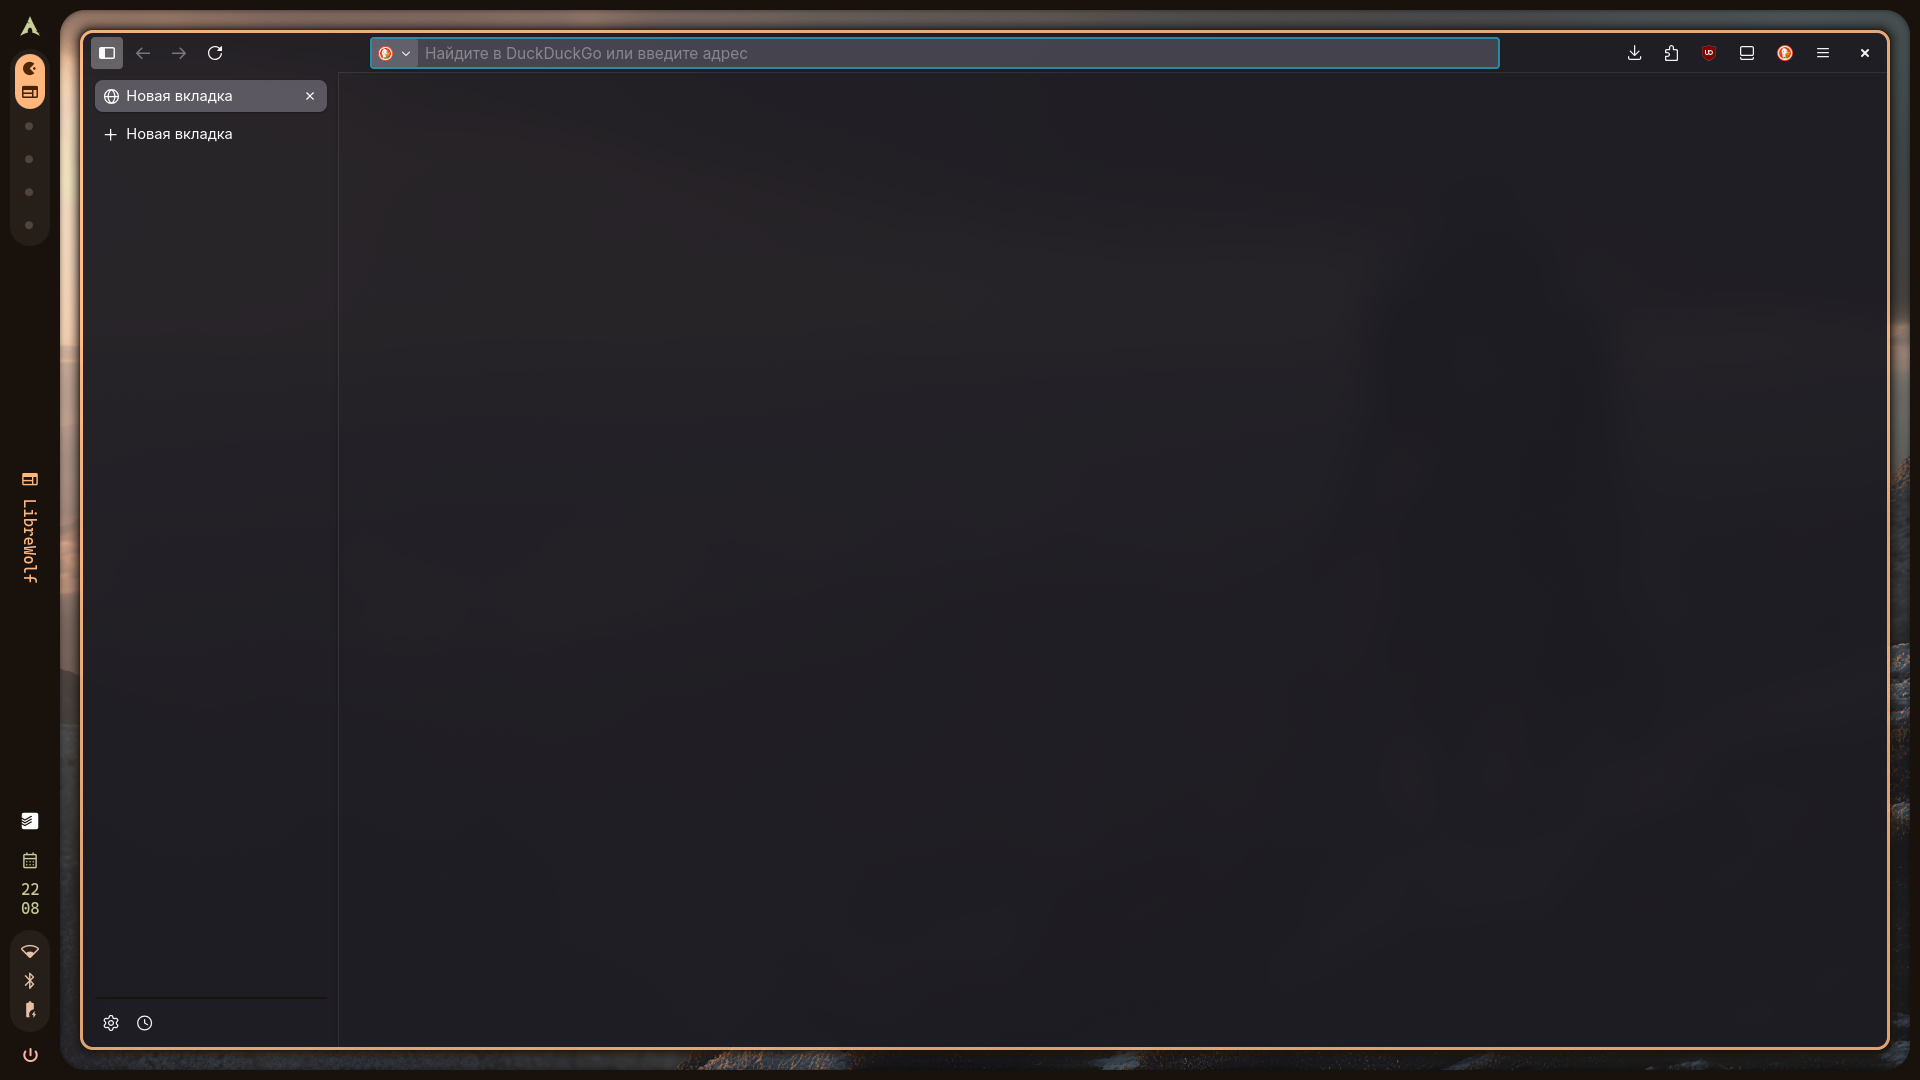 Найдите в DuckDuckGo или введите адрес
Новая вкладка
Новая вкладка
LibreWolf
22
08